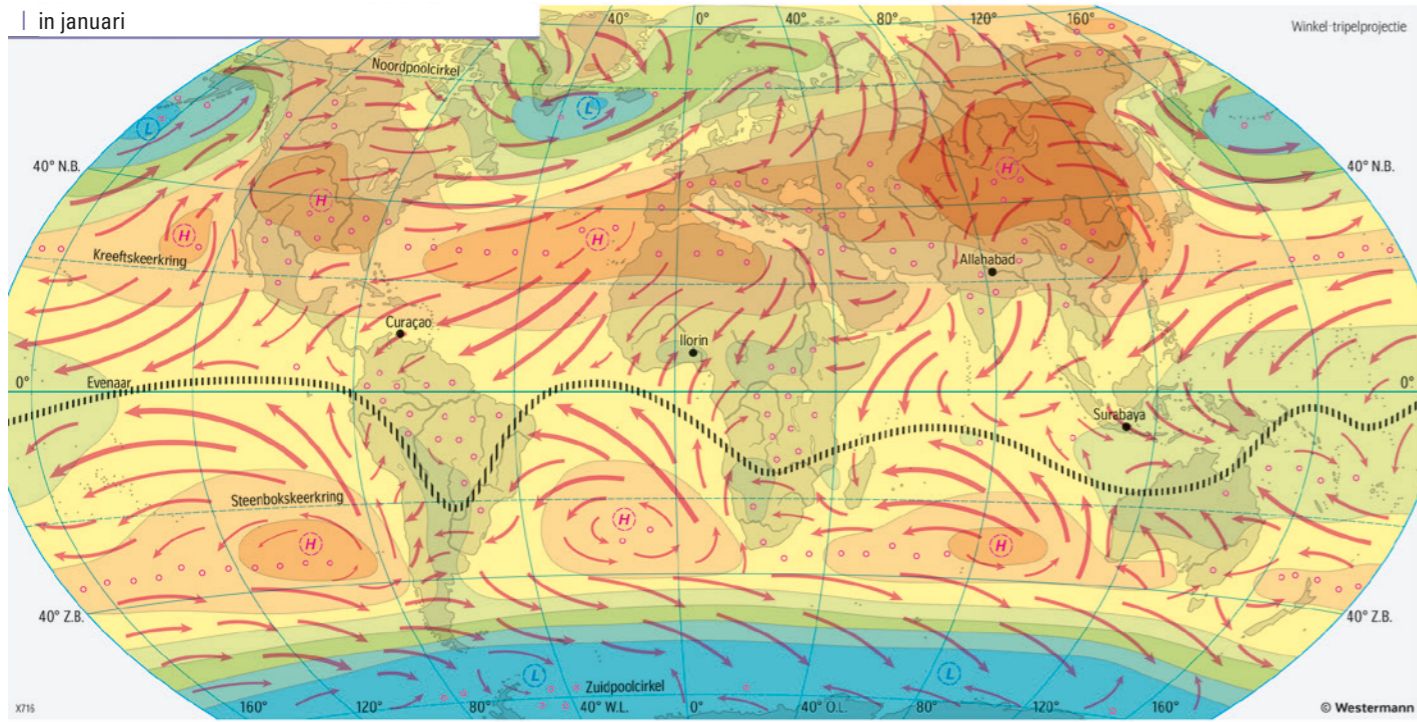 in januari
40°
0°
40°
80°
120°
160°
Winkel-tripelprojectie
Noordpoolcirkel
L
L
40° N.B.
40° N.B.
H
H
H
H
Kreeftskeerkring
Allahabad
Curaçao
Ilorin
0°
Evenaar
0°
Surabaya
Steenbokskeerkring
H
H
H
40° Z.B.
40° Z.B.
L
L
Zuidpoolcirkel
160°
120°
80°
40° W.L.
0°
40° O.L.
80°
120°
160°
X716
© Westermann